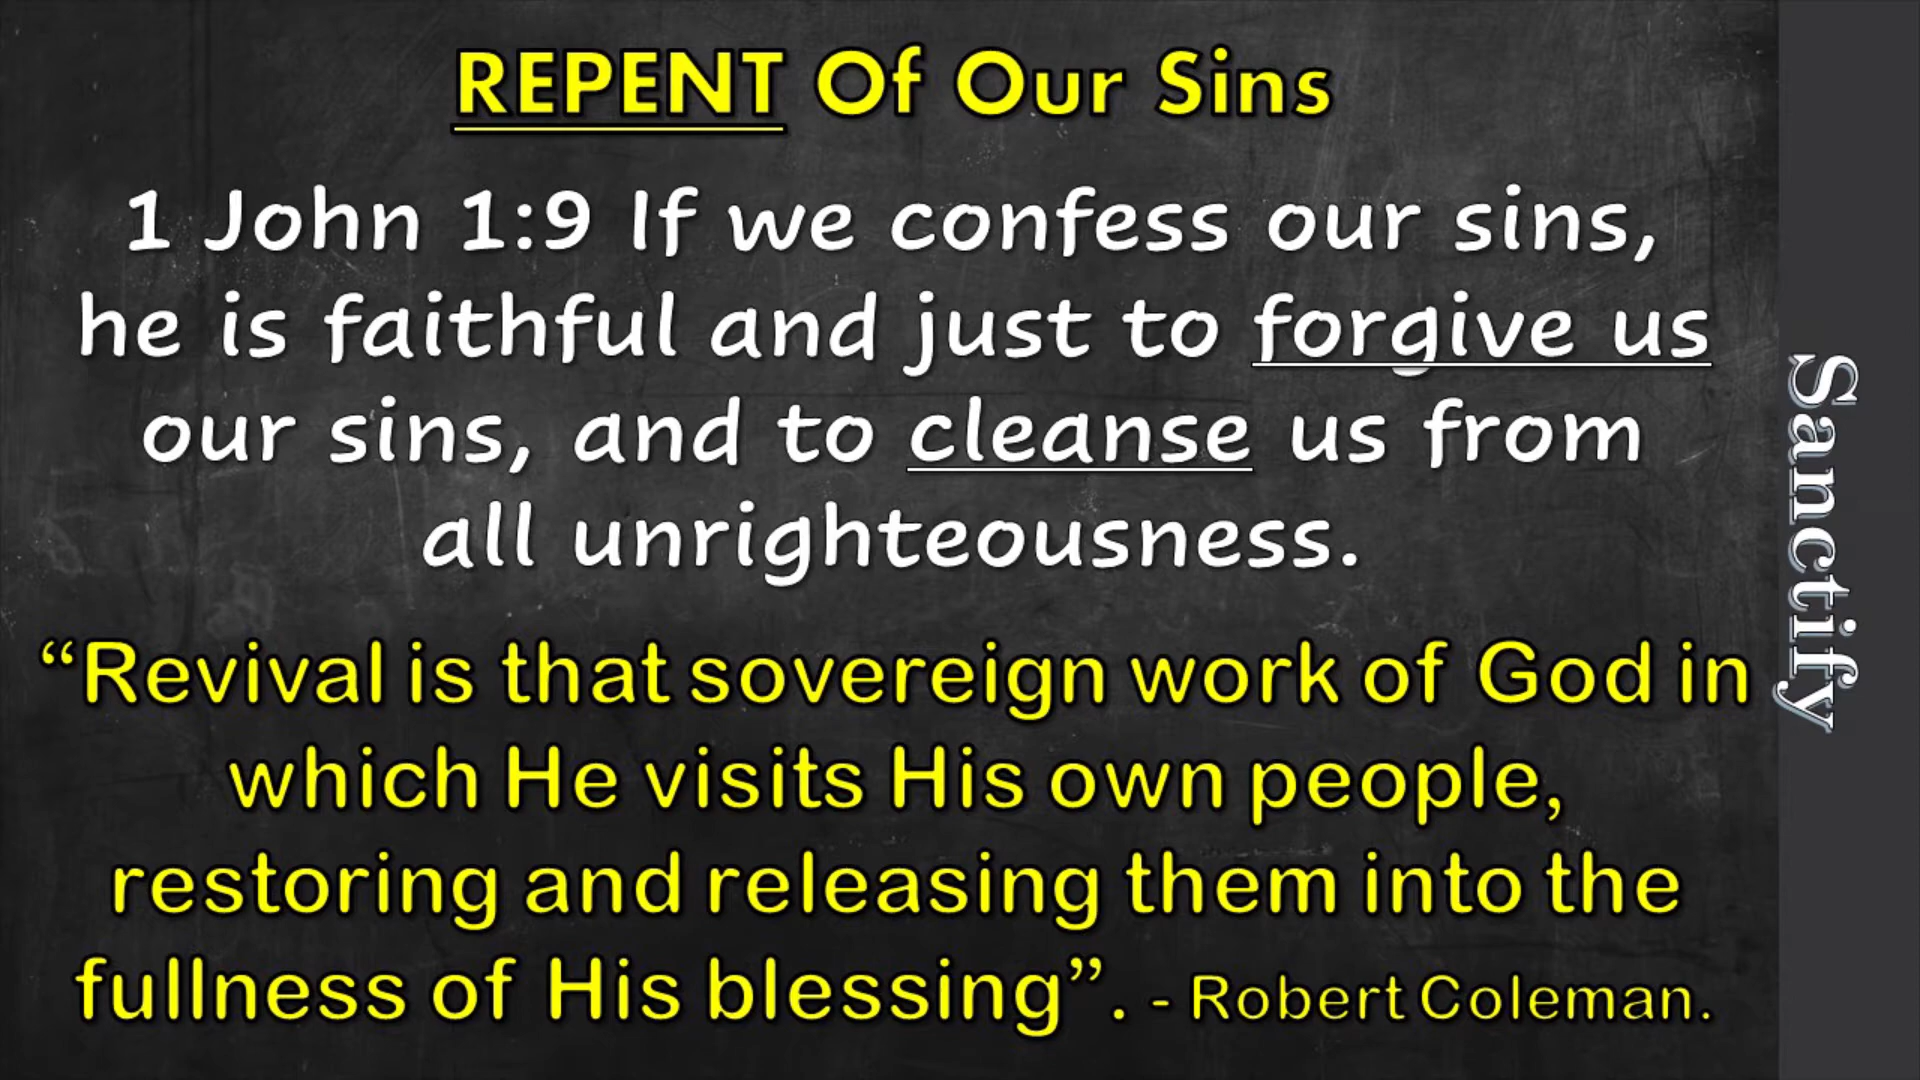 REPENT Of Our Sins
1 John 1:9 If we confess our sins,
he is faithful and just to forgive us
our sins, and to cleanse us from
all unrighteousness.
“Revival is that sovereign work of God in
which He visits His own people,
restoring and releasing them into the
fullness of His blessing”. - Robert Coleman.
Sanctify